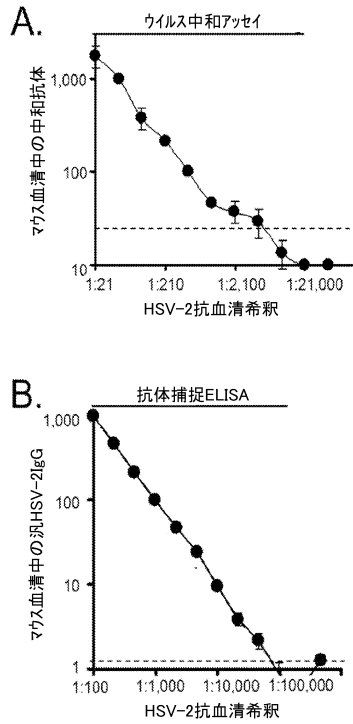 A.
ウイルス中和アッセイ
マウス血清中の中和抗体
1,000
100
10
1:21
1:210
1:2,100
1:21,000
HSV-2抗血清希釈
B.
抗体捕捉ELISA
マウス血清中の汎HSV-2IgG
1,000
100
10
1
1:100
1:1,000
1:10,000
1:100,000
HSV-2抗血清希釈